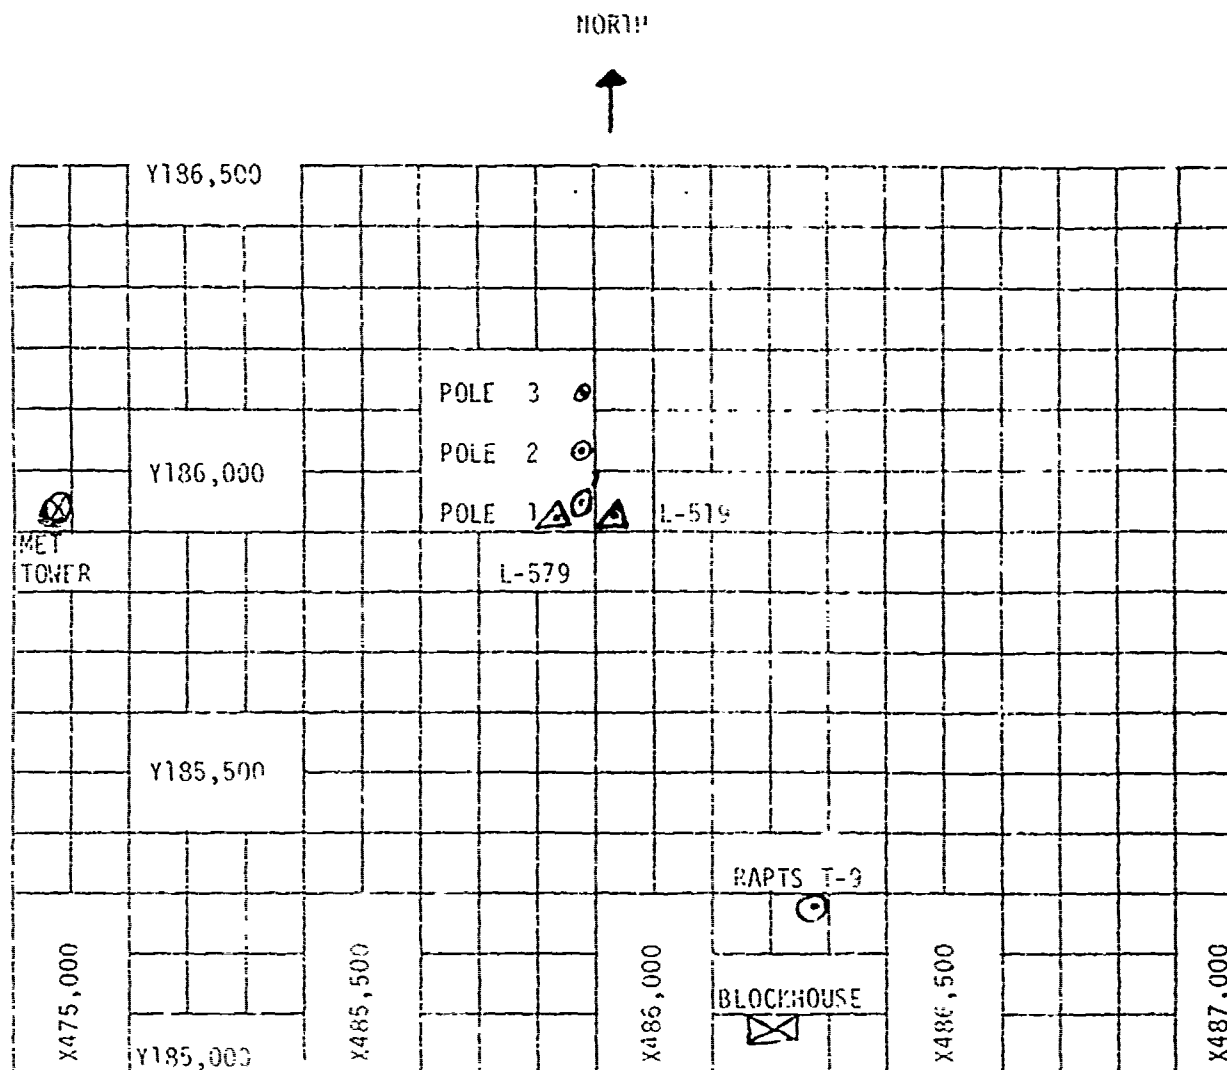 NORTH
Y186,500
POLE 3
POLE 2
Y186,000
POLE 1
L-519
MET
TOWER
L-579
Y185,500
RAPTS T-9
X475,000
X485,500
X486,000
X486,500
X487,000
BLOCKHOUSE
Y185,000